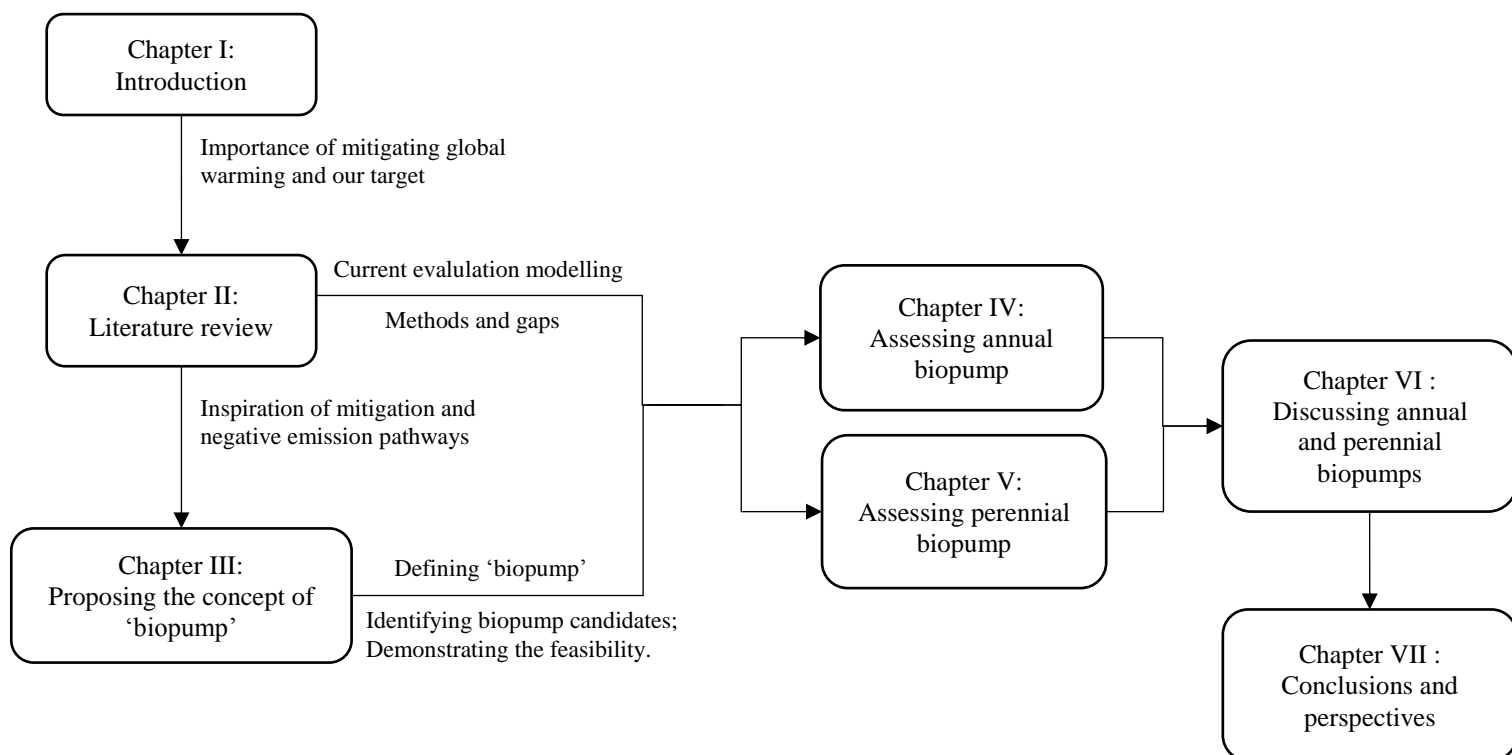 Chapter I:
Introduction
Importance of mitigating global
warming and our target
Chapter II:
Literature review
Current evalulation modelling
Methods and gaps
Inspiration of mitigation and
negative emission pathways
Chapter III:
Proposing the concept of
‘biopump’
Defining ‘biopump’
Identifying biopump candidates;
Demonstrating the feasibility.
Chapter IV:
Assessing annual
biopump
Chapter V:
Assessing perennial
biopump
Chapter VI :
Discussing annual
and perennial
biopumps
Chapter VII :
Conclusions and
perspectives